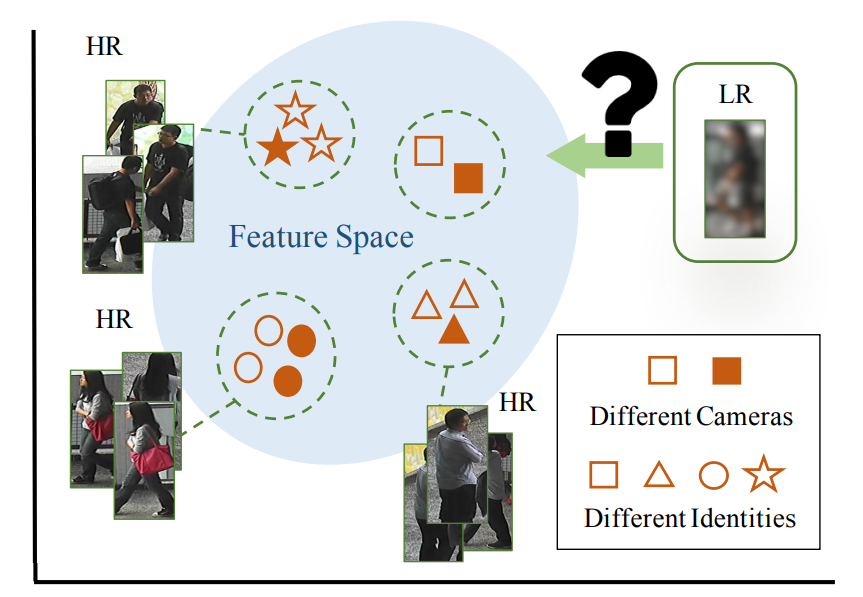 HR
LR
?
Feature Space
HR
HR
Different Cameras
Different Identities